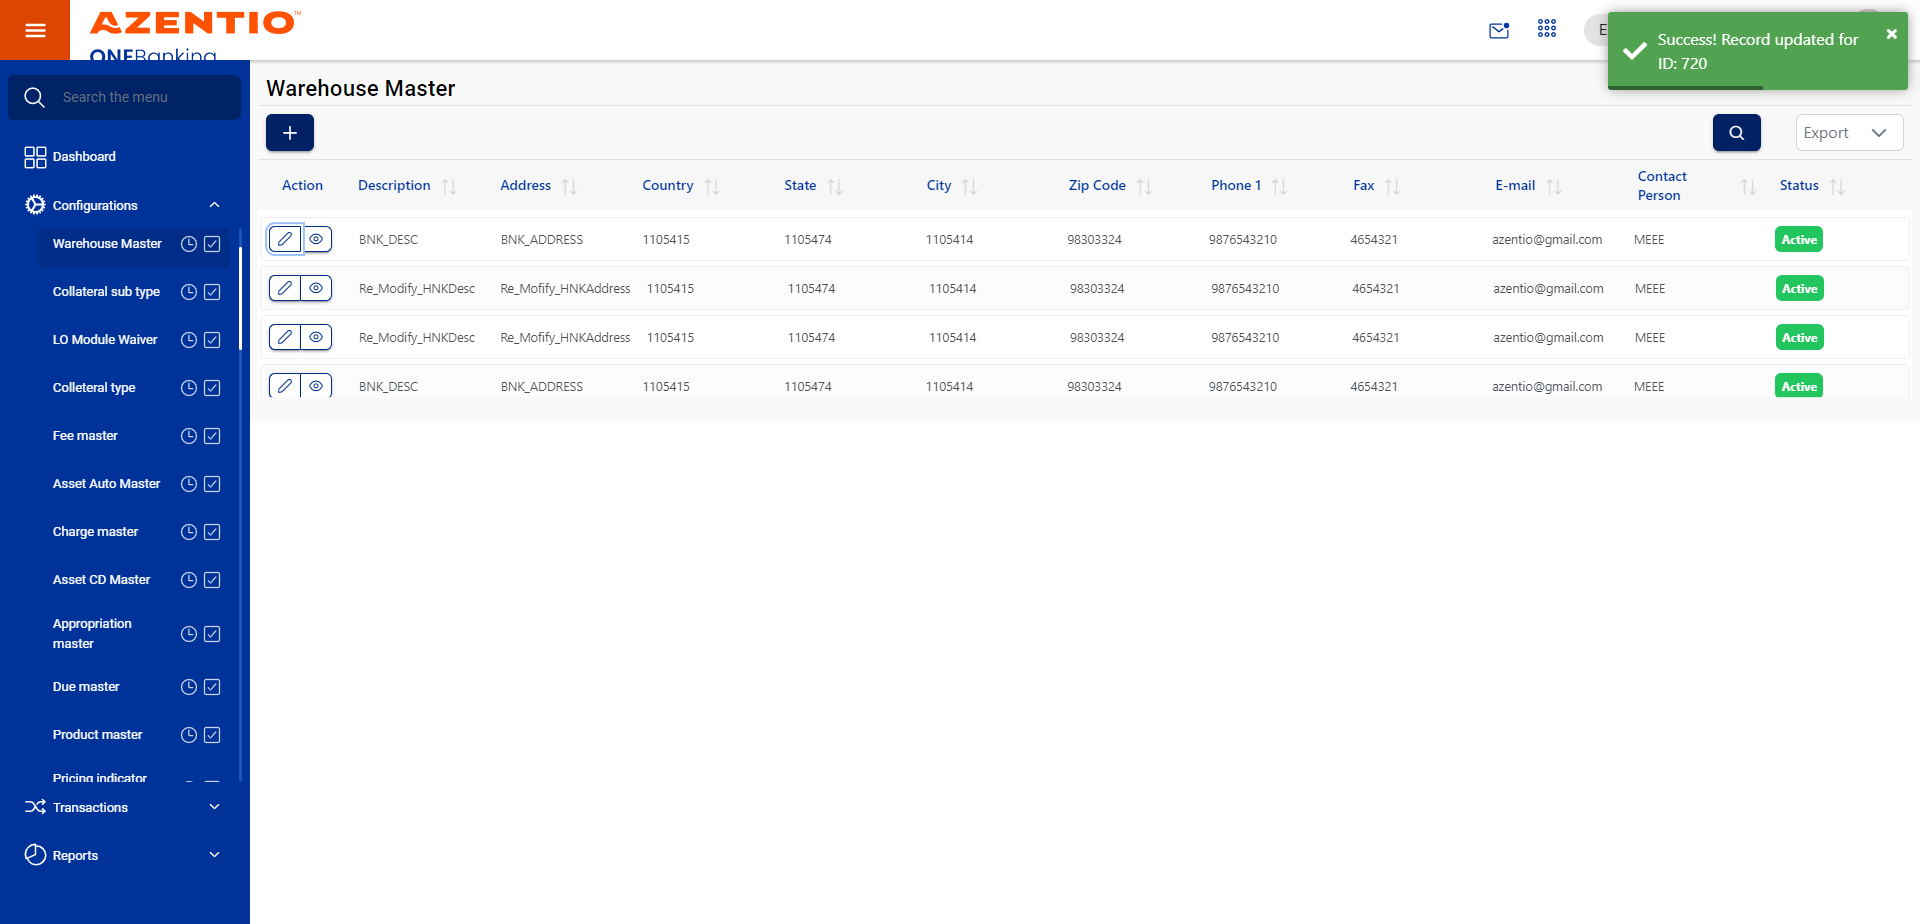 AZENTIO™
ONEBanking
E
Success! Record updated for
ID: 720
Search the menu
Dashboard
Configurations
Warehouse Master
Collateral sub type
LO Module Waiver
Colleteral type
Fee master
Asset Auto Master
Charge master
Asset CD Master
Appropriation
master
Due master
Product master
Pricing indicator
Transactions
Reports
Warehouse Master
Export
Action Description Address Country State City Zip Code Phone 1 Fax E-mail Contact Person Status
BNK_DESC BNK_ADDRESS 1105415 1105474 1105414 98303324 9876543210 4654321 azentio@gmail.com MEEE Active
Re_Modify_HNKDesc Re_Mofify_HNKAddress 1105415 1105474 1105414 98303324 9876543210 4654321 azentio@gmail.com MEEE Active
Re_Modify_HNKDesc Re_Mofify_HNKAddress 1105415 1105474 1105414 98303324 9876543210 4654321 azentio@gmail.com MEEE Active
BNK_DESC BNK_ADDRESS 1105415 1105474 1105414 98303324 9876543210 4654321 azentio@gmail.com MEEE Active